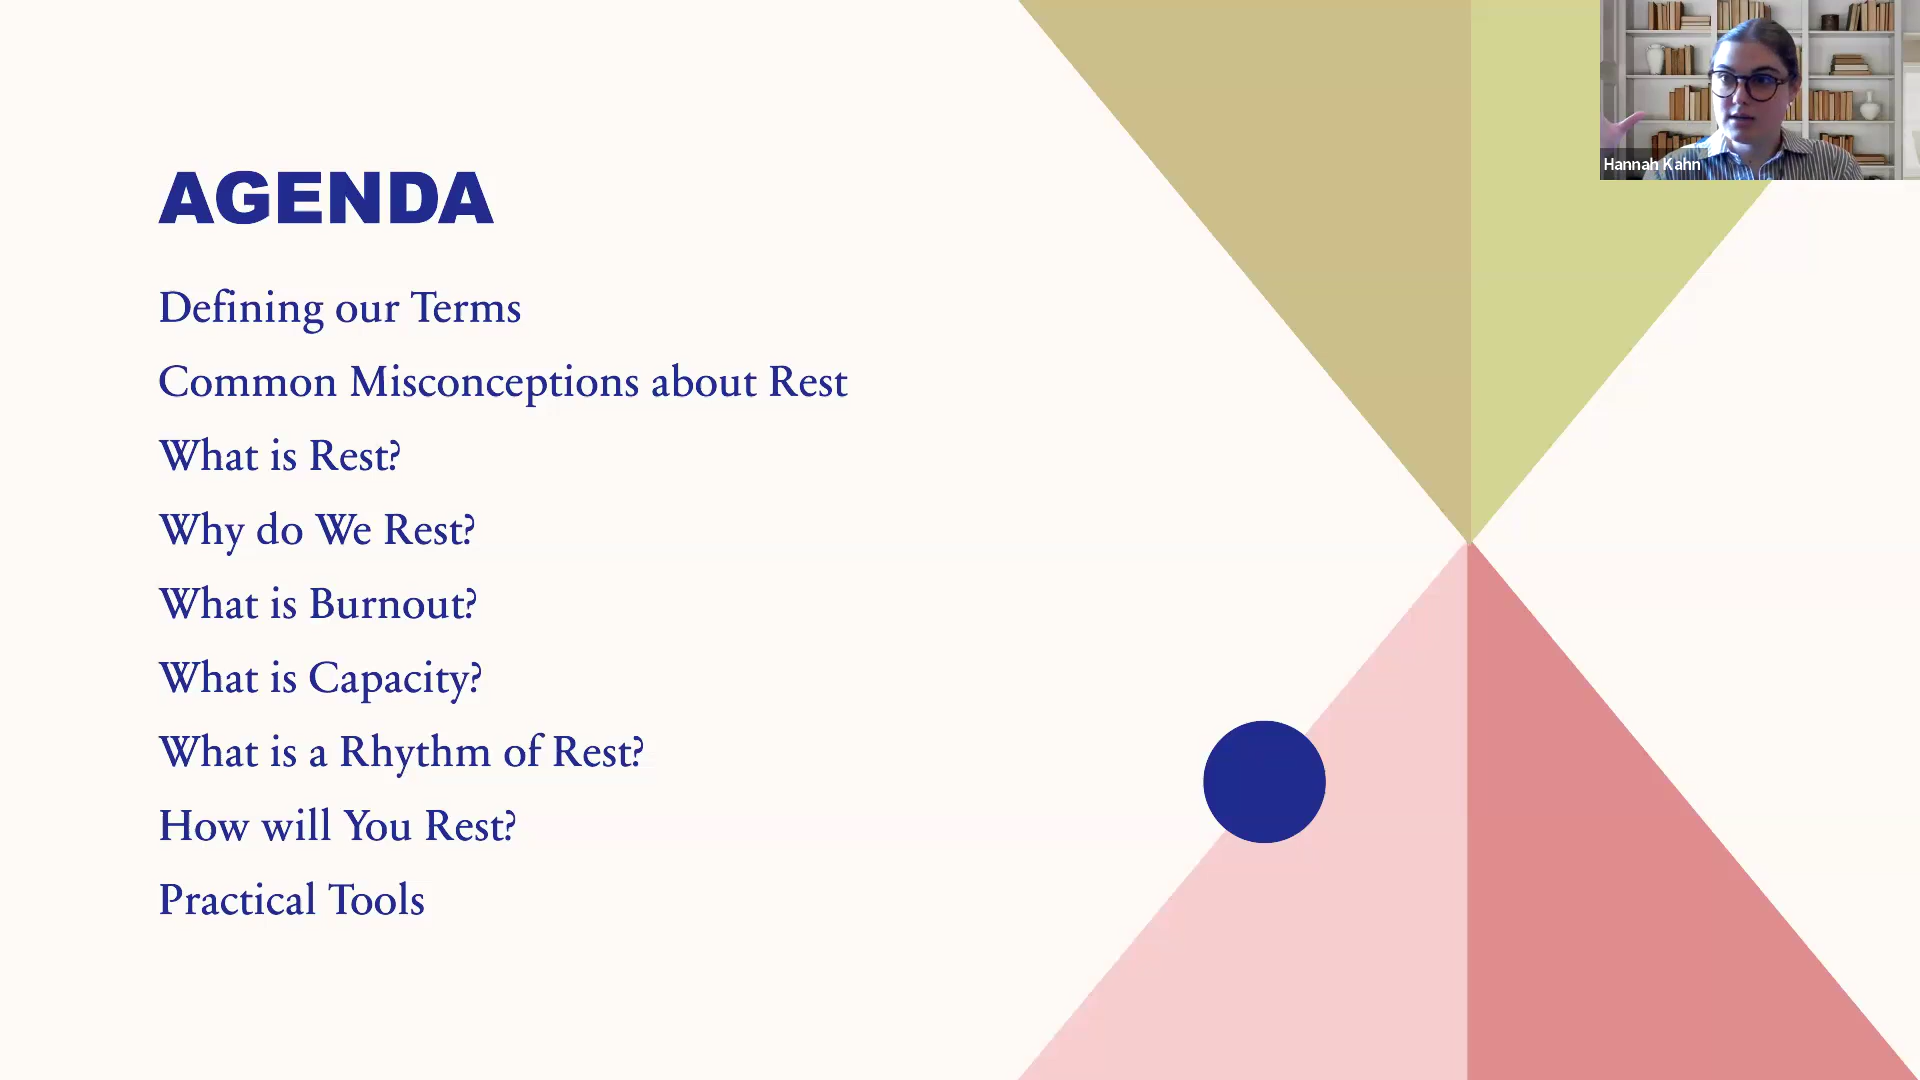 AGENDA
Defining our Terms
Common Misconceptions about Rest
What is Rest?
Why do We Rest?
What is Burnout?
What is Capacity?
What is a Rhythm of Rest?
How will You Rest?
Practical Tools
Hannah Kahn